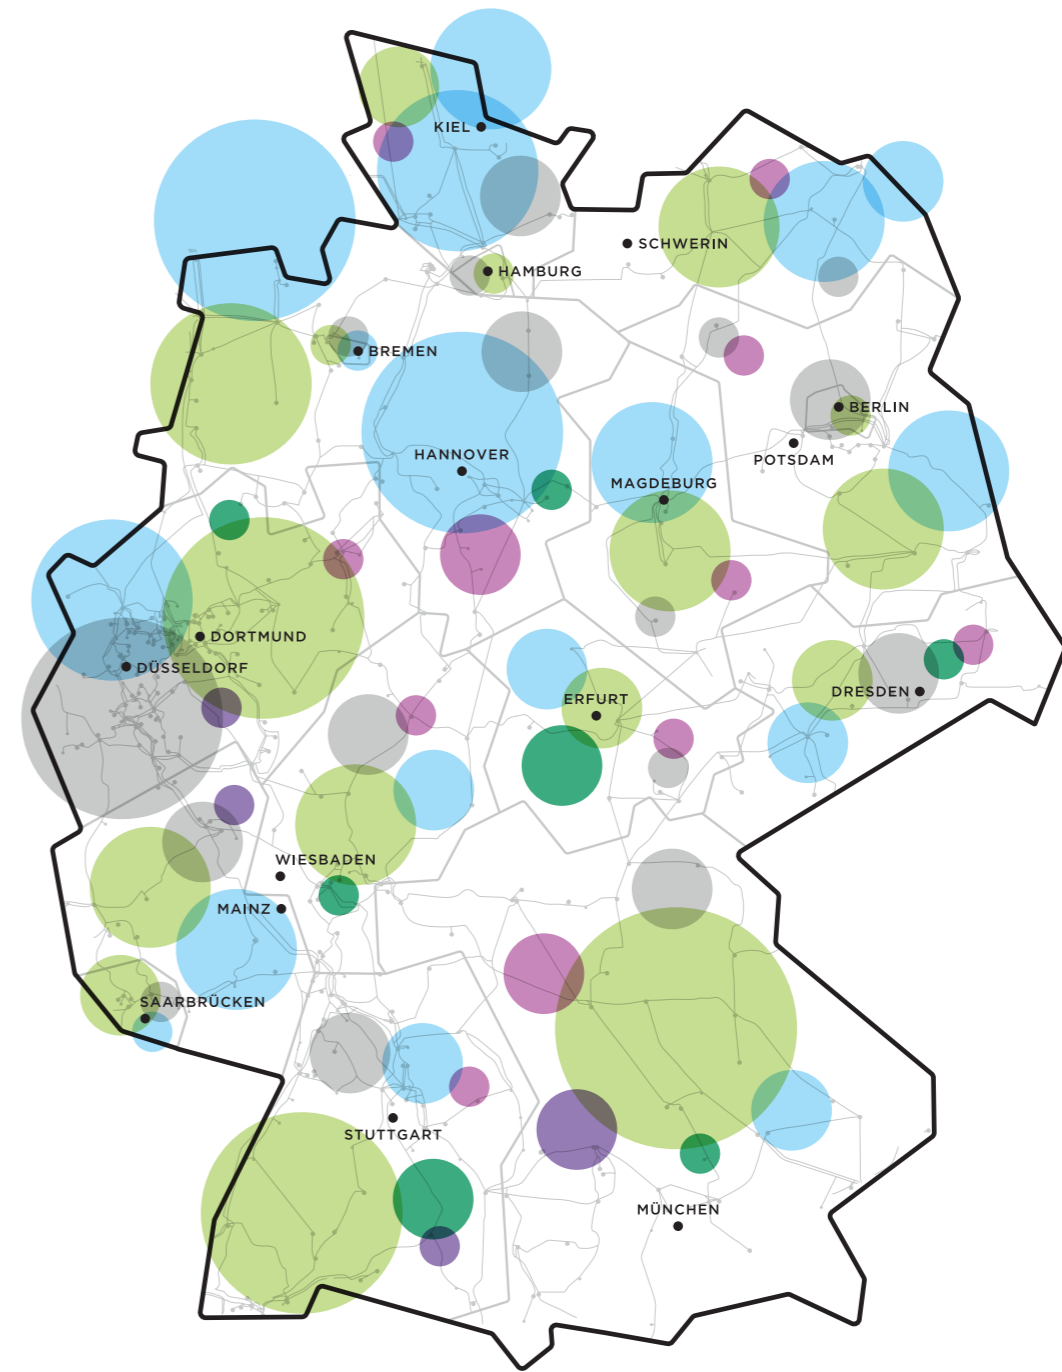 KIEL
SCHWERIN
HAMBURG
BREMEN
BERLIN
HANNOVER
POTSDAM
MAGDEBURG
DORTMUND
DÜSSELDORF
DRESDEN
ERFURT
WIESBADEN
MAINZ
SAARBRÜCKEN
STUTTGART
MÜNCHEN